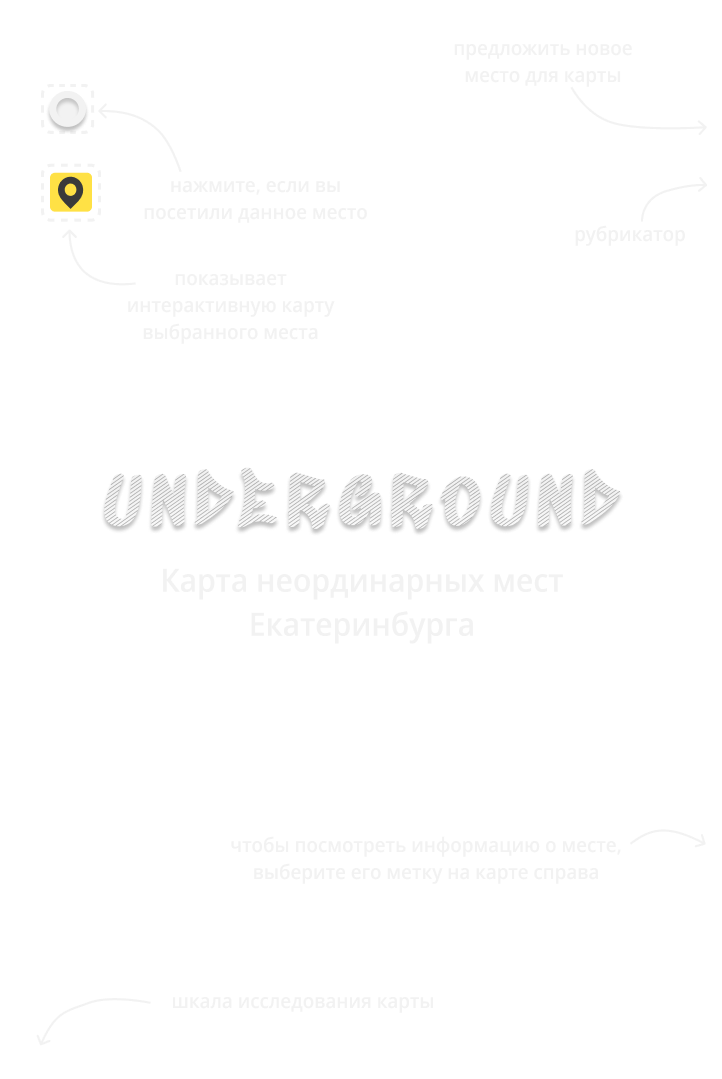 предложить новое
место для карты
нажмите, если вы
посетили данное место
рубрикатор
показывает
интерактивную карту
выбранного места
UNDERGROUND
Карта неординарных мест
Екатеринбурга
чтобы посмотреть информацию о месте,
выберите его метку на карте справа
шкала исследования карты